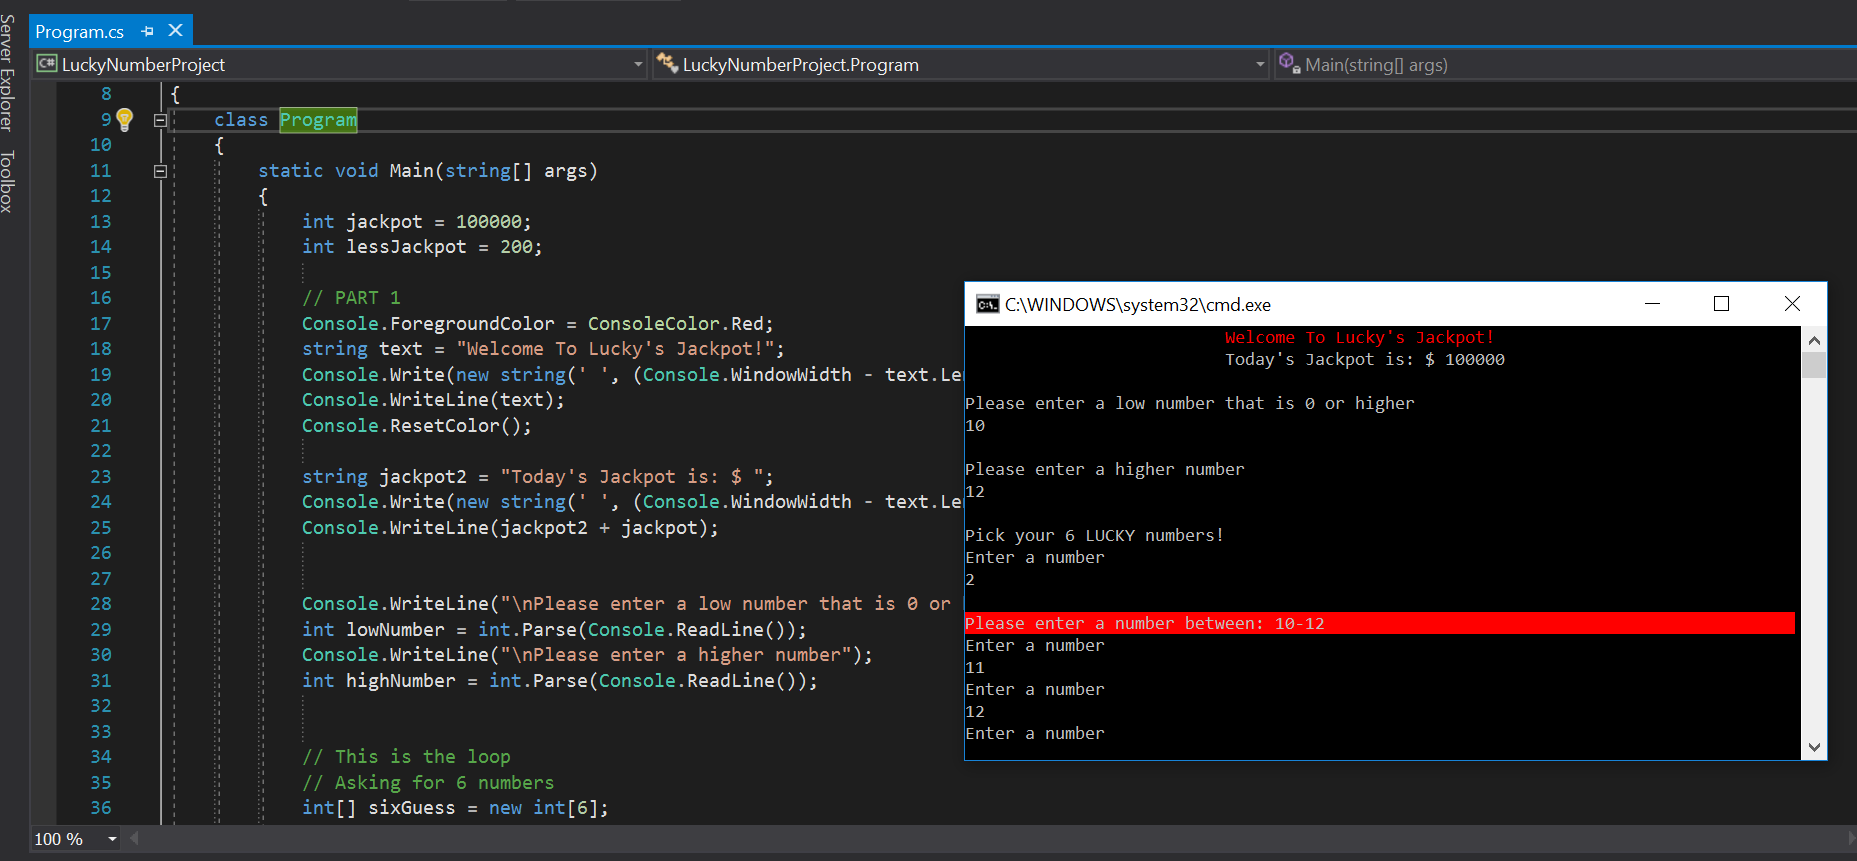 Server Explorer
Toolbox
Program.cs
C# LuckyNumberProject
LuckyNumberProject.Program
Main(string[] args)
8 {
9 class Program
10 {
11 static void Main(string[] args)
12 {
13 int jackpot = 100000;
14 int lessJackpot = 200;
15
16 // PART 1
17 Console.ForegroundColor = ConsoleColor.Red;
18 string text = "Welcome To Lucky's Jackpot!";
19 Console.Write(new string(' ', (Console.WindowWidth - text.Le
20 Console.WriteLine(text);
21 Console.ResetColor();
22
23 string jackpot2 = "Today's Jackpot is: $ ";
24 Console.Write(new string(' ', (Console.WindowWidth - text.Le
25 Console.WriteLine(jackpot2 + jackpot);
26
27
28 Console.WriteLine("\nPlease enter a low number that is 0 or
29 int lowNumber = int.Parse(Console.ReadLine());
30 Console.WriteLine("\nPlease enter a higher number");
31 int highNumber = int.Parse(Console.ReadLine());
32
33
34 // This is the loop
35 // Asking for 6 numbers
36 int[] sixGuess = new int[6];
100 %
C:\WINDOWS\system32\cmd.exe
Welcome To Lucky's Jackpot!
Today's Jackpot is: $ 100000
Please enter a low number that is 0 or higher
10
Please enter a higher number
12
Pick your 6 LUCKY numbers!
Enter a number
2
Please enter a number between: 10-12
Enter a number
11
Enter a number
12
Enter a number